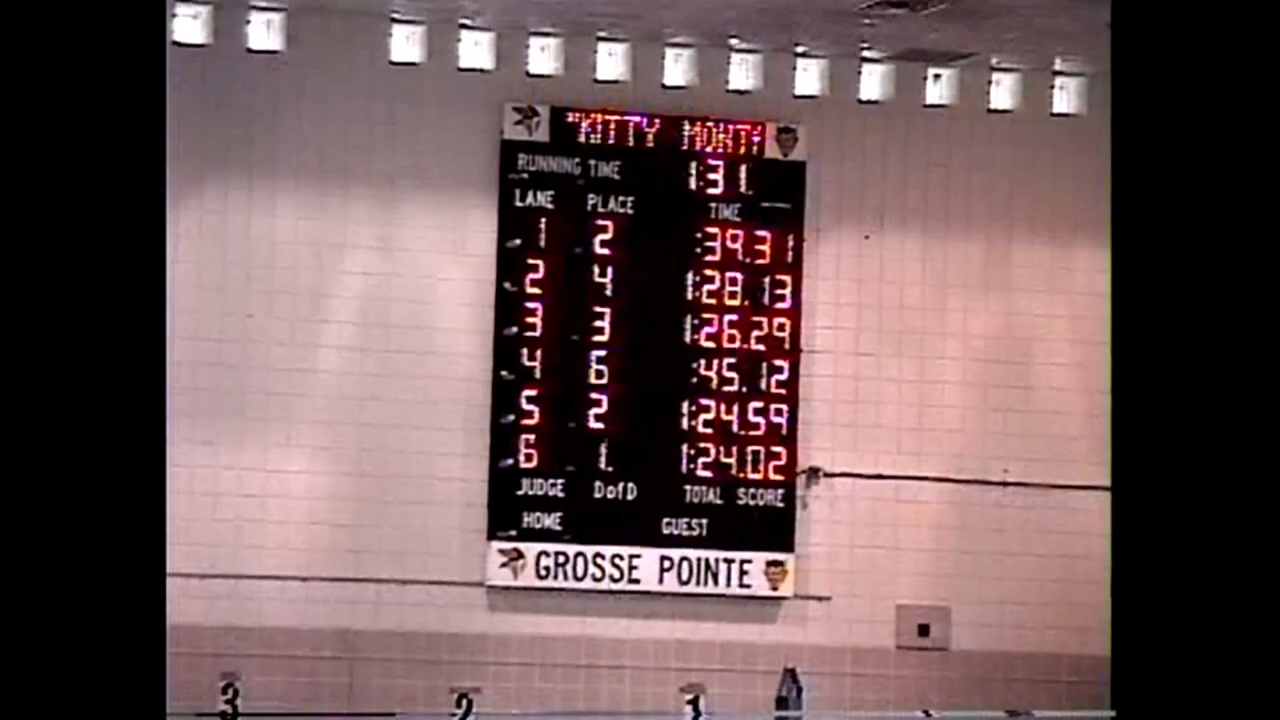 "KITTY MONT
RUNNING TIME 1:31.
LANE PLACE TIME
1 2 :39.31
2 4 1:28.13
3 3 1:26.29
4 6 :45.12
5 2 1:24.59
6 1. 1:24.02
JUDGE DofD TOTAL SCORE
HOME GUEST
GROSSE POINTE
3 2 1